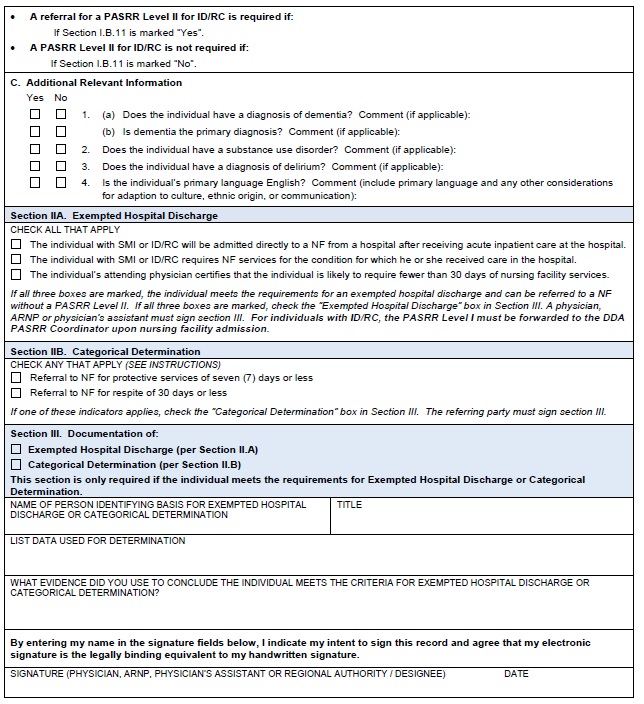 • A referral for a PASRR Level II for ID/RC is required if:
If Section I.B.11 is marked "Yes".
• A PASRR Level II for ID/RC is not required if:
If Section I.B.11 is marked "No".
C. Additional Relevant Information
Yes No
1. (a) Does the individual have a diagnosis of dementia? Comment (if applicable):
(b) Is dementia the primary diagnosis? Comment (if applicable):
2. Does the individual have a substance use disorder? Comment (if applicable):
3. Does the individual have a diagnosis of delirium? Comment (if applicable):
4. Is the individual's primary language English? Comment (include primary language and any other considerations
for adaption to culture, ethnic origin, or communication):
Section IIA. Exempted Hospital Discharge
CHECK ALL THAT APPLY
The individual with SMI or ID/RC will be admitted directly to a NF from a hospital after receiving acute inpatient care at the hospital.
The individual with SMI or ID/RC requires NF services for the condition for which he or she received care in the hospital.
The individual's attending physician certifies that the individual is likely to require fewer than 30 days of nursing facility services.
If all three boxes are marked, the individual meets the requirements for an exempted hospital discharge and can be referred to a NF
without a PASRR Level II. If all three boxes are marked, check the "Exempted Hospital Discharge" box in Section III. A physician,
ARNP or physician's assistant must sign section III. For individuals with ID/RC, the PASRR Level I must be forwarded to the DDA
PASRR Coordinator upon nursing facility admission.
Section IIB. Categorical Determination
CHECK ANY THAT APPLY (SEE INSTRUCTIONS)
Referral to NF for protective services of seven (7) days or less
Referral to NF for respite of 30 days or less
If one of these indicators applies, check the "Categorical Determination" box in Section III. The referring party must sign section III.
Section III. Documentation of:
Exempted Hospital Discharge (per Section II.A)
Categorical Determination (per Section II.B)
This section is only required if the individual meets the requirements for Exempted Hospital Discharge or Categorical
Determination.
NAME OF PERSON IDENTIFYING BASIS FOR EXEMPTED HOSPITAL
DISCHARGE OR CATEGORICAL DETERMINATION
TITLE
LIST DATA USED FOR DETERMINATION
WHAT EVIDENCE DID YOU USE TO CONCLUDE THE INDIVIDUAL MEETS THE CRITERIA FOR EXEMPTED HOSPITAL DISCHARGE OR
CATEGORICAL DETERMINATION?
By entering my name in the signature fields below, I indicate my intent to sign this record and agree that my electronic
signature is the legally binding equivalent to my handwritten signature.
SIGNATURE (PHYSICIAN, ARNP, PHYSICIAN'S ASSISTANT OR REGIONAL AUTHORITY / DESIGNEE) DATE